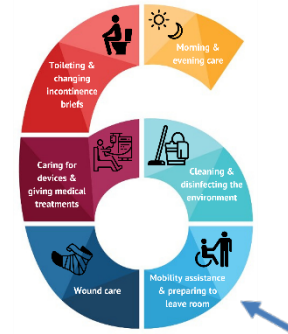 Morning &
evening care
Toileting &
changing
incontinence
briefs
Caring for
devices &
giving medical
treatments
Cleaning &
disinfecting the
environment
Wound care
Mobility assistance
& preparing to
leave room